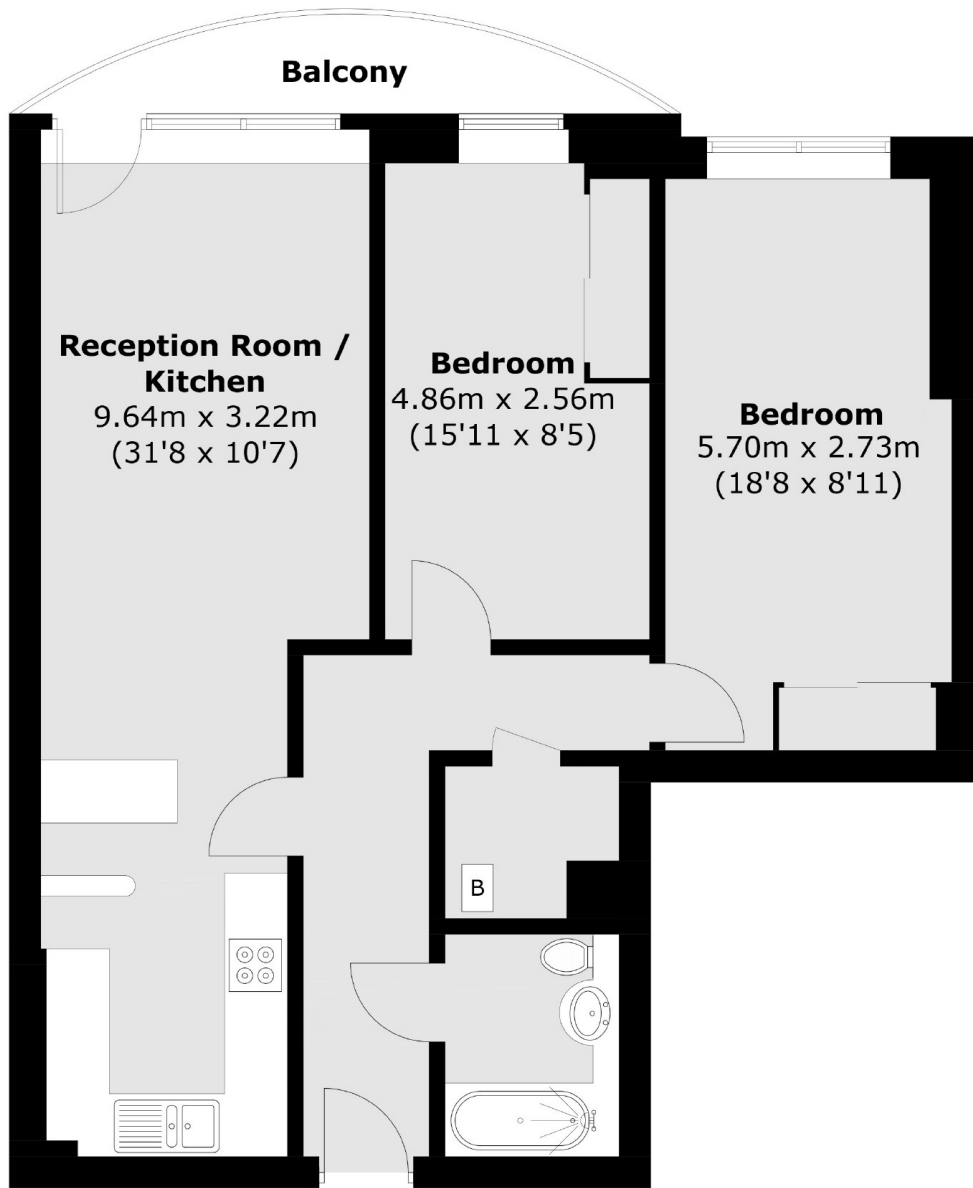 Balcony
Reception Room /
Kitchen
9.64m x 3.22m
(31'8 x 10'7)
Bedroom
4.86m x 2.56m
(15'11 x 8'5)
Bedroom
5.70m x 2.73m
(18'8 x 8'11)
B